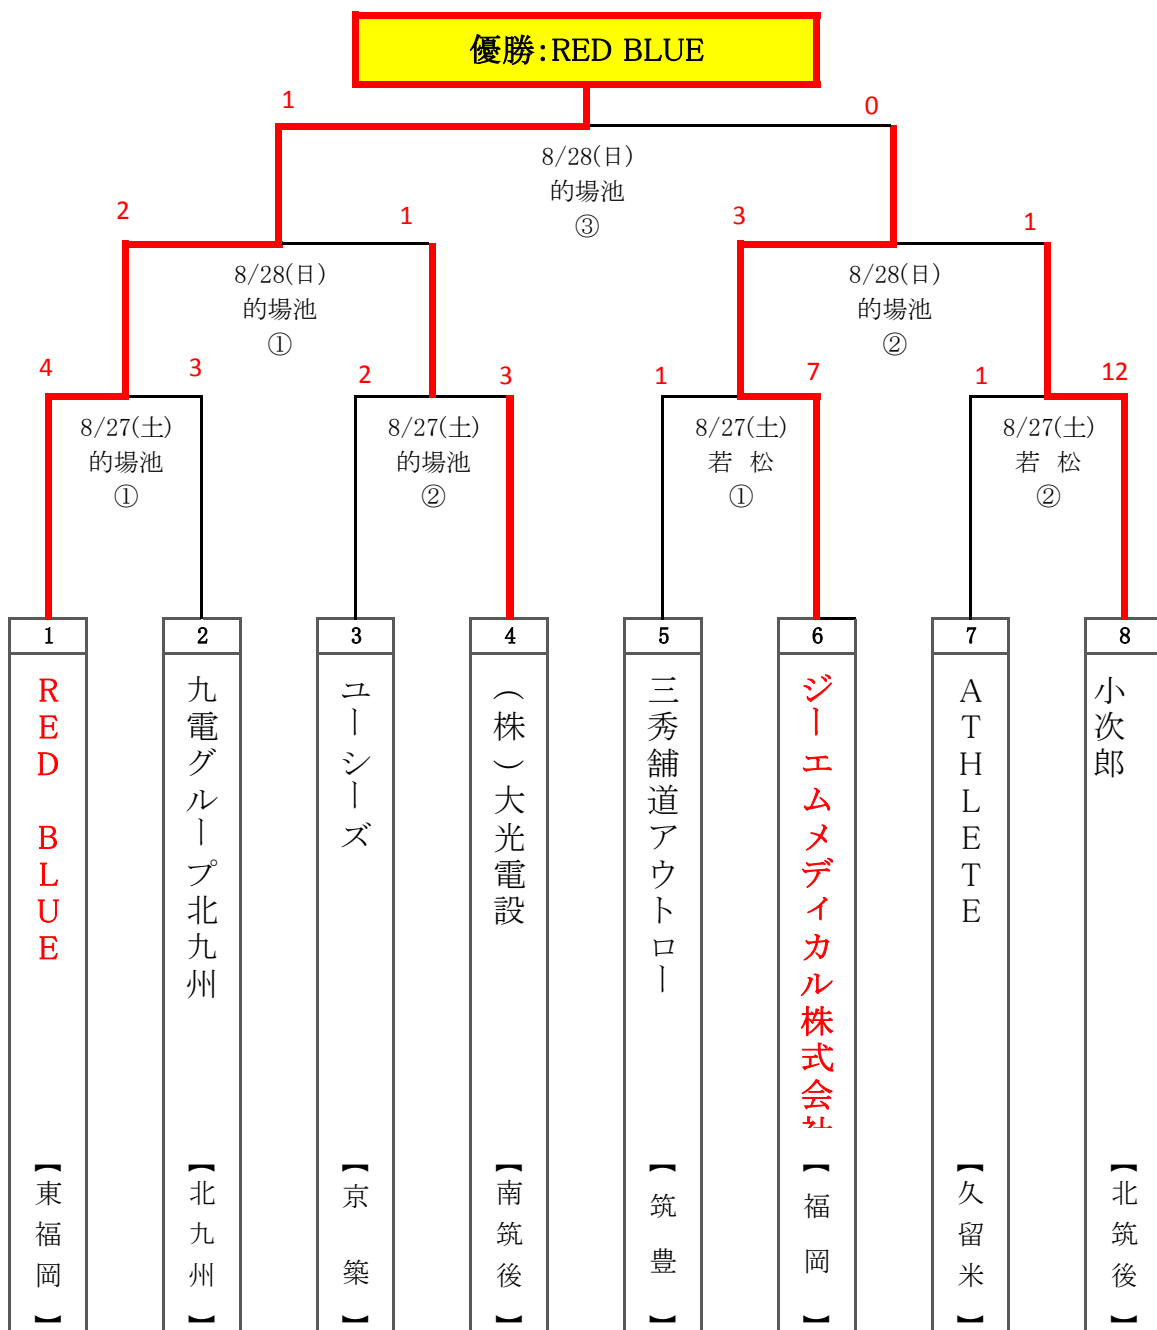 優勝:RED BLUE
1
0
8/28(日)
的場池
③
2
1
3
1
8/28(日)
的場池
①
8/28(日)
的場池
②
4
3
2
3
1
7
1
12
8/27(土)
的場池
①
8/27(土)
的場池
②
8/27(土)
若 松
①
8/27(土)
若 松
②
1
RED BLUE
【東福岡】
2
九電グループ北九州
【北九州】
3
ユーシーズ
【京 築】
4
(株)大光電設
【南筑後】
5
三秀舗道アウトロー
【筑 豊】
6
ジーエムメディカル株式会社
【福 岡】
7
ATHLETE
【久留米】
8
小次郎
【北筑後】